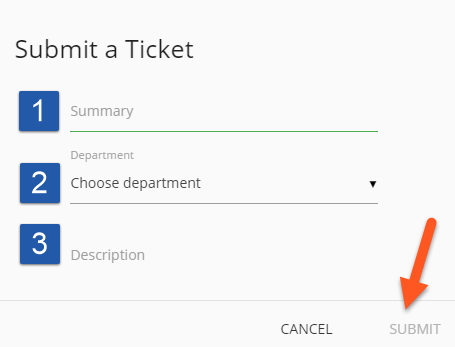 Submit a Ticket
1 Summary
Department
2 Choose department
3 Description
CANCEL SUBMIT